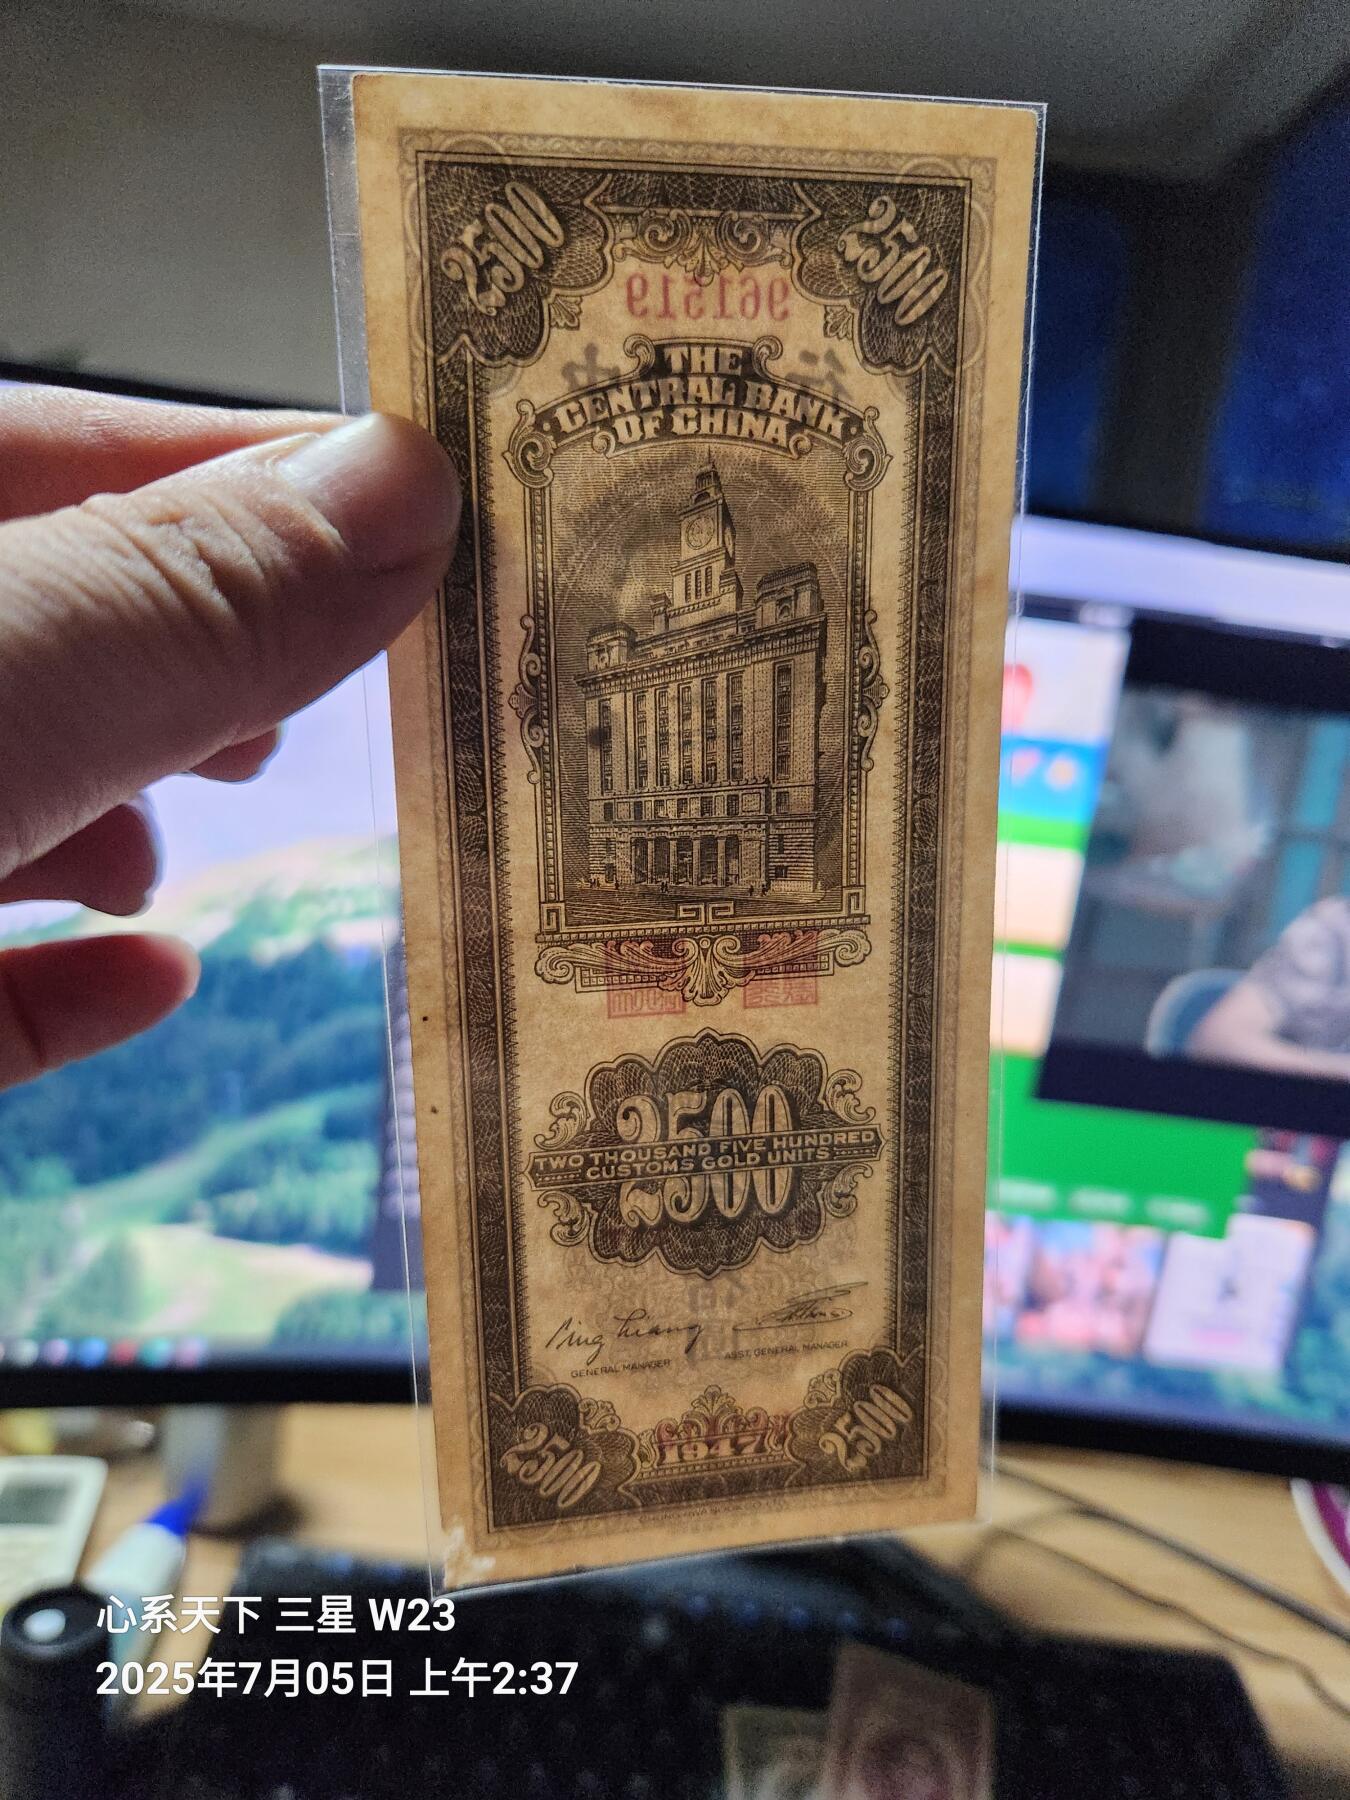 2500 2500
961519
THE
CENTRAL BANK
OF CHINA
2500
TWO THOUSAND FIVE HUNDRED
CUSTOMS GOLD UNITS
GENERAL MANAGER
ASST. GENERAL MANAGER
1947
2500 2500
心系天下 三星 W23
2025年7月05日 上午2:37